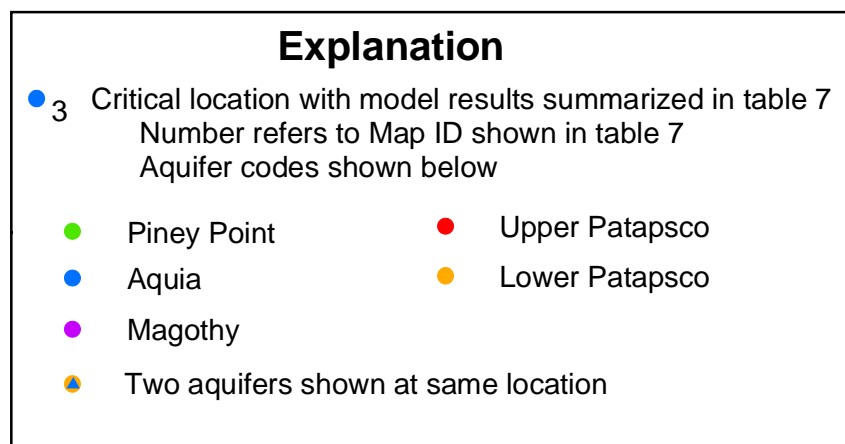 Explanation
3 Critical location with model results summarized in table 7
Number refers to Map ID shown in table 7
Aquifer codes shown below
Piney Point
Upper Patapsco
Aquia
Lower Patapsco
Magothy
Two aquifers shown at same location